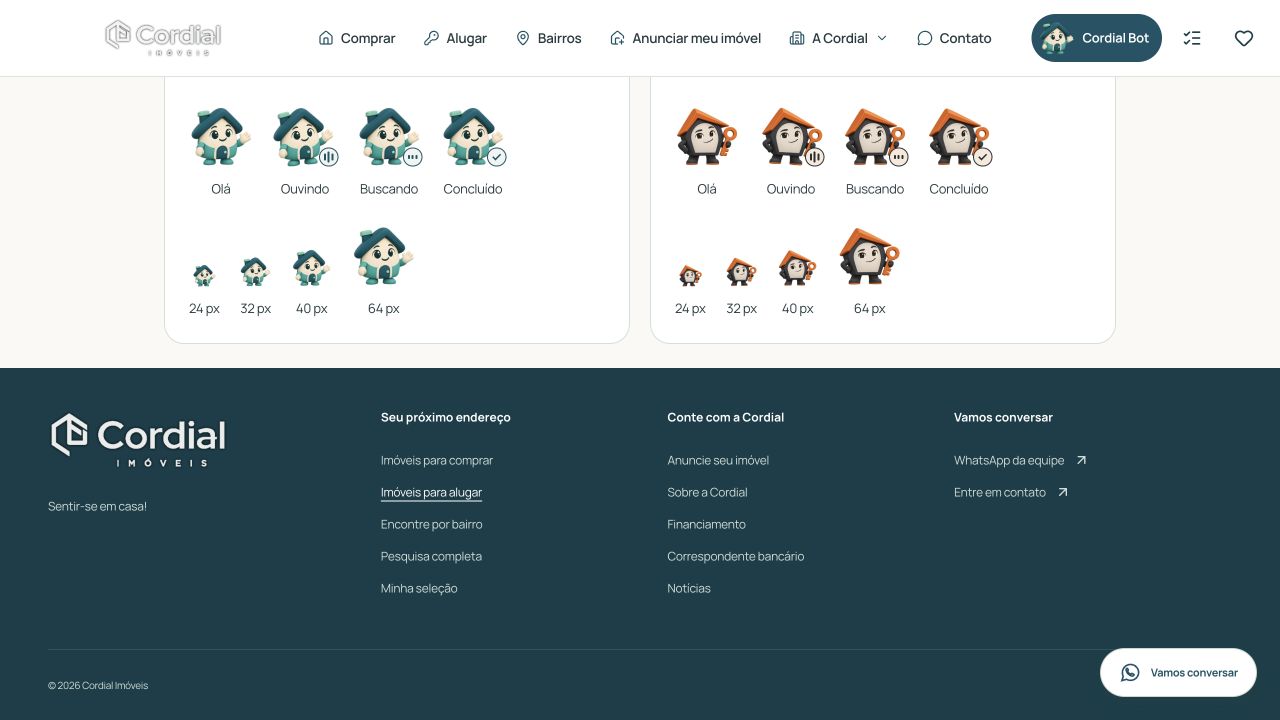 Cordial
IMÓVEIS
Comprar
Alugar
Bairros
Anunciar meu imóvel
A Cordial
Contato
Cordial Bot
Olá
Ouvindo
Buscando
Concluído
24 px
32 px
40 px
64 px
Olá
Ouvindo
Buscando
Concluído
24 px
32 px
40 px
64 px
Cordial
IMÓVEIS
Sentir-se em casa!
Seu próximo endereço
Imóveis para comprar
Imóveis para alugar
Encontre por bairro
Pesquisa completa
Minha seleção
Conte com a Cordial
Anuncie seu imóvel
Sobre a Cordial
Financiamento
Correspondente bancário
Notícias
Vamos conversar
WhatsApp da equipe
Entre em contato
© 2026 Cordial Imóveis
Vamos conversar